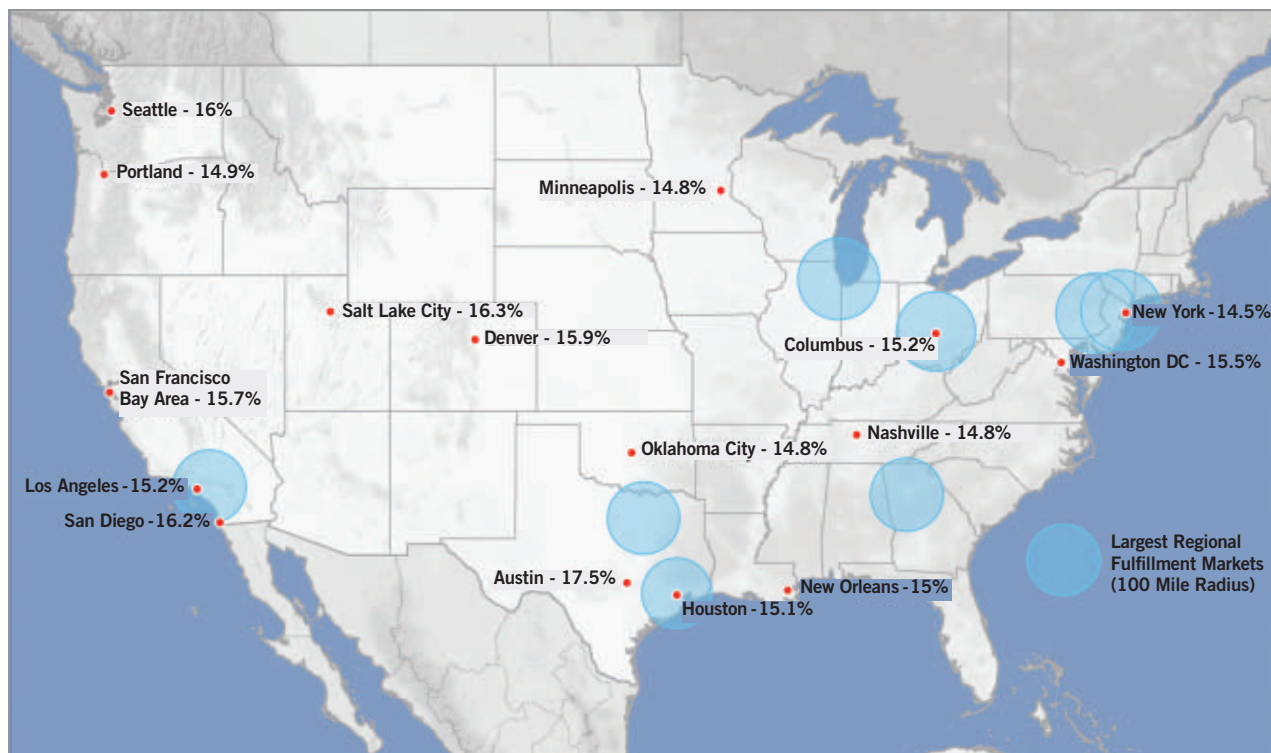 Seattle - 16%
Portland - 14.9%
Minneapolis - 14.8%
Salt Lake City - 16.3%
Denver - 15.9%
Columbus - 15.2%
New York -14.5%
Washington DC - 15.5%
San Francisco
Bay Area - 15.7%
Nashville - 14.8%
Oklahoma City - 14.8%
Los Angeles -15.2%
San Diego -16.2%
Largest Regional
Fulfillment Markets
(100 Mile Radius)
Austin - 17.5%
New Orleans -15%
Houston -15.1%